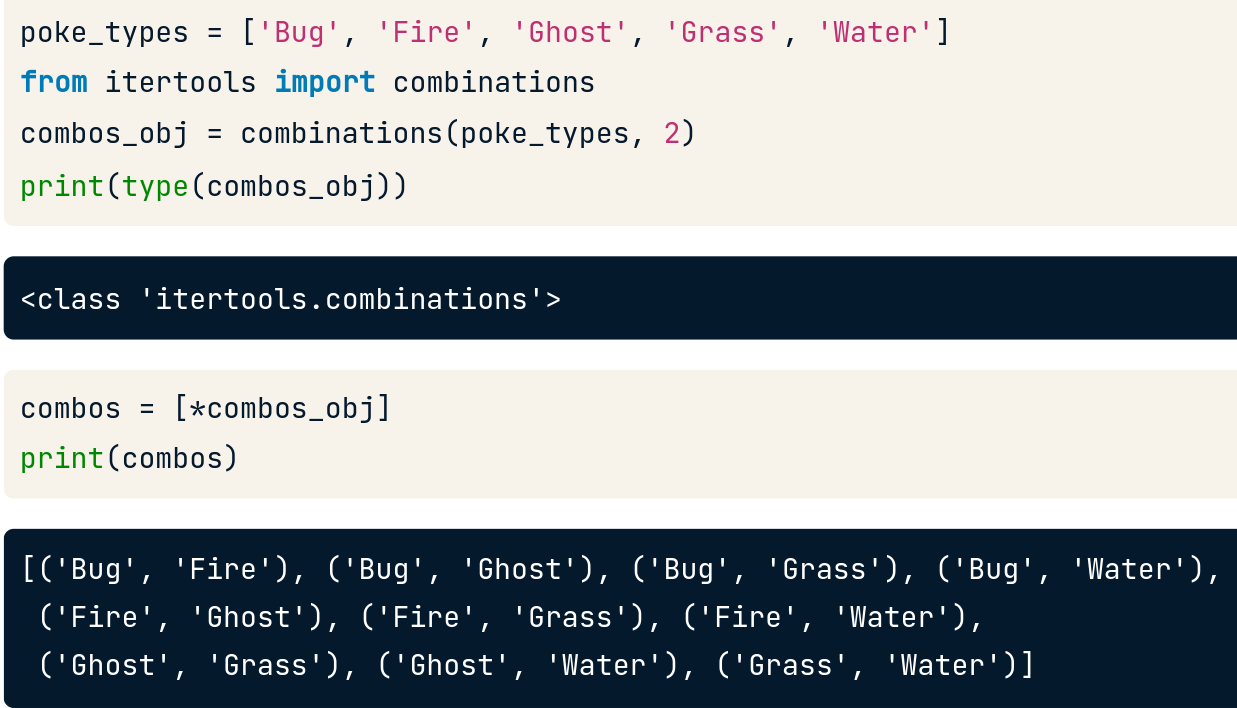 poke_types = ['Bug', 'Fire', 'Ghost', 'Grass', 'Water']
from itertools import combinations
combos_obj = combinations(poke_types, 2)
print(type(combos_obj))
<class 'itertools.combinations'>
combos = [*combos_obj]
print(combos)
[('Bug', 'Fire'), ('Bug', 'Ghost'), ('Bug', 'Grass'), ('Bug', 'Water'),
('Fire', 'Ghost'), ('Fire', 'Grass'), ('Fire', 'Water'),
('Ghost', 'Grass'), ('Ghost', 'Water'), ('Grass', 'Water')]